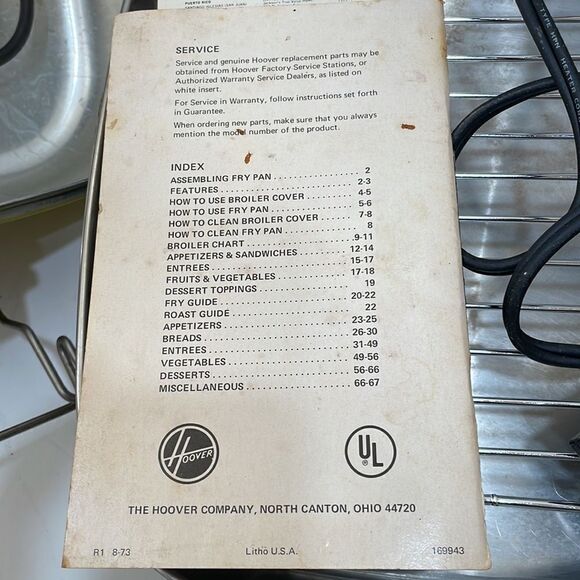 PUERTO RICO
SERVICE
Service and genuine Hoover replacement parts may be
obtained from Hoover Factory Service Stations, or
Authorized Warranty Service Dealers, as listed on
white insert.
For Service in Warranty, follow instructions set forth
in Guarantee.
When ordering new parts, make sure that you always
mention the model number of the product.
INDEX
ASSEMBLING FRY PAN . . . . . . . . . . . . . . . . . . 2
FEATURES . . . . . . . . . . . . . . . . . . . . . . . . . 2-3
HOW TO USE BROILER COVER . . . . . . . . . . 4-5
HOW TO USE FRY PAN . . . . . . . . . . . . . . . . . 5-6
HOW TO CLEAN BROILER COVER . . . . . . . . 7-8
HOW TO CLEAN FRY PAN . . . . . . . . . . . . . . . 8
BROILER CHART . . . . . . . . . . . . . . . . . . . . . 9-11
APPETIZERS & SANDWICHES . . . . . . . . . . . 12-14
ENTREES . . . . . . . . . . . . . . . . . . . . . . . . . . 15-17
FRUITS & VEGETABLES . . . . . . . . . . . . . . . . 17-18
DESSERT TOPPINGS . . . . . . . . . . . . . . . . . . . 19
FRY GUIDE . . . . . . . . . . . . . . . . . . . . . . . . . 20-22
ROAST GUIDE . . . . . . . . . . . . . . . . . . . . . . . 22
APPETIZERS . . . . . . . . . . . . . . . . . . . . . . . . 23-25
BREADS . . . . . . . . . . . . . . . . . . . . . . . . . . . 26-30
ENTREES . . . . . . . . . . . . . . . . . . . . . . . . . . 31-49
VEGETABLES . . . . . . . . . . . . . . . . . . . . . . . 49-56
DESSERTS . . . . . . . . . . . . . . . . . . . . . . . . . 56-66
MISCELLANEOUS . . . . . . . . . . . . . . . . . . . . 66-67
HOOVER
UL
THE HOOVER COMPANY, NORTH CANTON, OHIO 44720
R1 8-73 Litho U.S.A. 169943
TYPE HPN HEATER